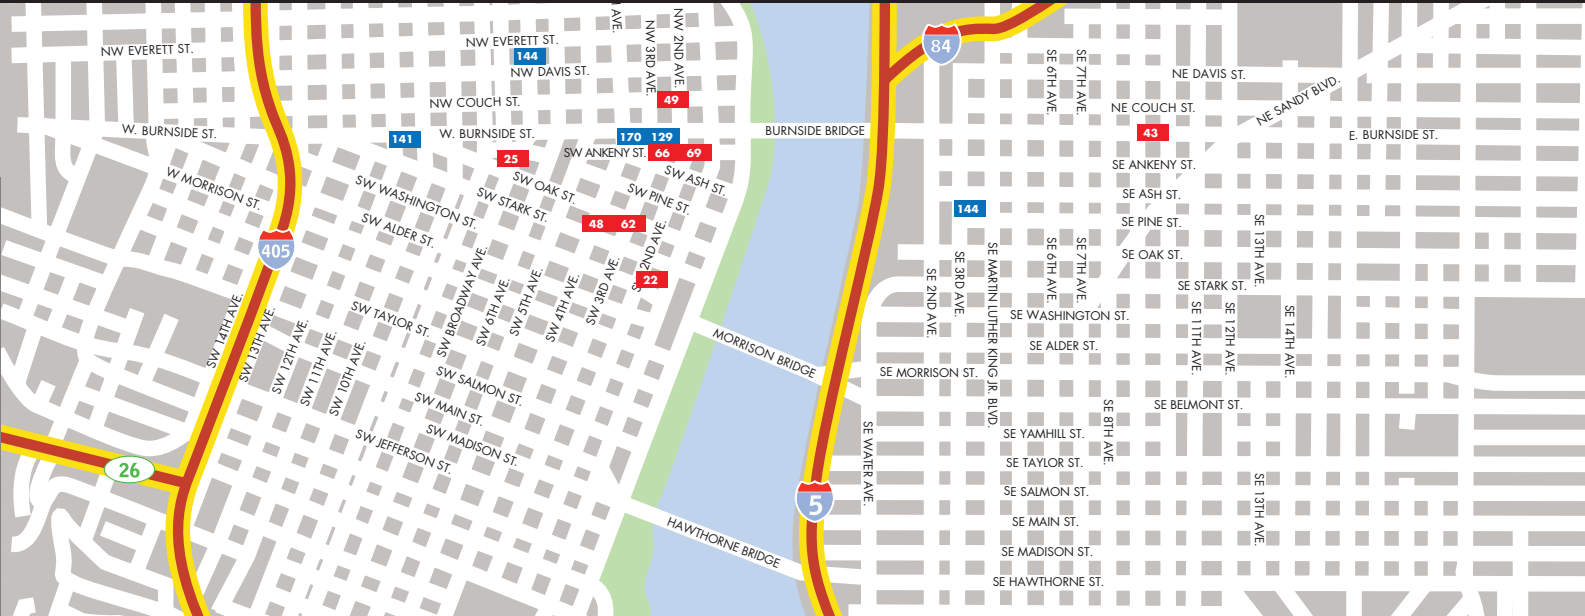 H AVE.
NW 3RD AVE.
NW 2ND AVE.
NW EVERETT ST.
NW EVERETT ST.
144
NW DAVIS ST.
84
SE 6TH AVE.
SE 7TH AVE.
NE DAVIS ST.
NE SANDY BLVD.
NW COUCH ST.
49
NE COUCH ST.
W. BURNSIDE ST.
141
W. BURNSIDE ST.
170 129
BURNSIDE BRIDGE
43
E. BURNSIDE ST.
25
SW ANKENY ST.
66 69
SE ANKENY ST.
W MORRISON ST.
SW WASHINGTON ST.
SW OAK ST.
SW STARK ST.
SW PINE ST.
SW ASH ST.
SE ASH ST.
144
SW ALDER ST.
48 62
SE PINE ST.
SE 13TH AVE.
405
2ND AVE.
22
SE 2ND AVE.
SE 3RD AVE.
SE MARTIN LUTHER KING JR. BLVD.
SE 6TH AVE.
SE 7TH AVE.
SE OAK ST.
SE STARK ST.
SW 14TH AVE.
SW 13TH AVE.
SW 12TH AVE.
SW 11TH AVE.
SW 10TH AVE.
SW TAYLOR ST.
SW BROADWAY AVE.
SW 6TH AVE.
SW 5TH AVE.
SW 4TH AVE.
SW 3RD AVE.
MORRISON BRIDGE
SE WASHINGTON ST.
SE 11TH AVE.
SE 12TH AVE.
SE 14TH AVE.
SE ALDER ST.
SE MORRISON ST.
SW SALMON ST.
SW MAIN ST.
SW MADISON ST.
SW JEFFERSON ST.
SE BELMONT ST.
SE 8TH AVE.
SE YAMHILL ST.
26
SE WATER AVE.
SE TAYLOR ST.
SE SALMON ST.
5
SE 13TH AVE.
HAWTHORNE BRIDGE
SE MAIN ST.
SE MADISON ST.
SE HAWTHORNE ST.